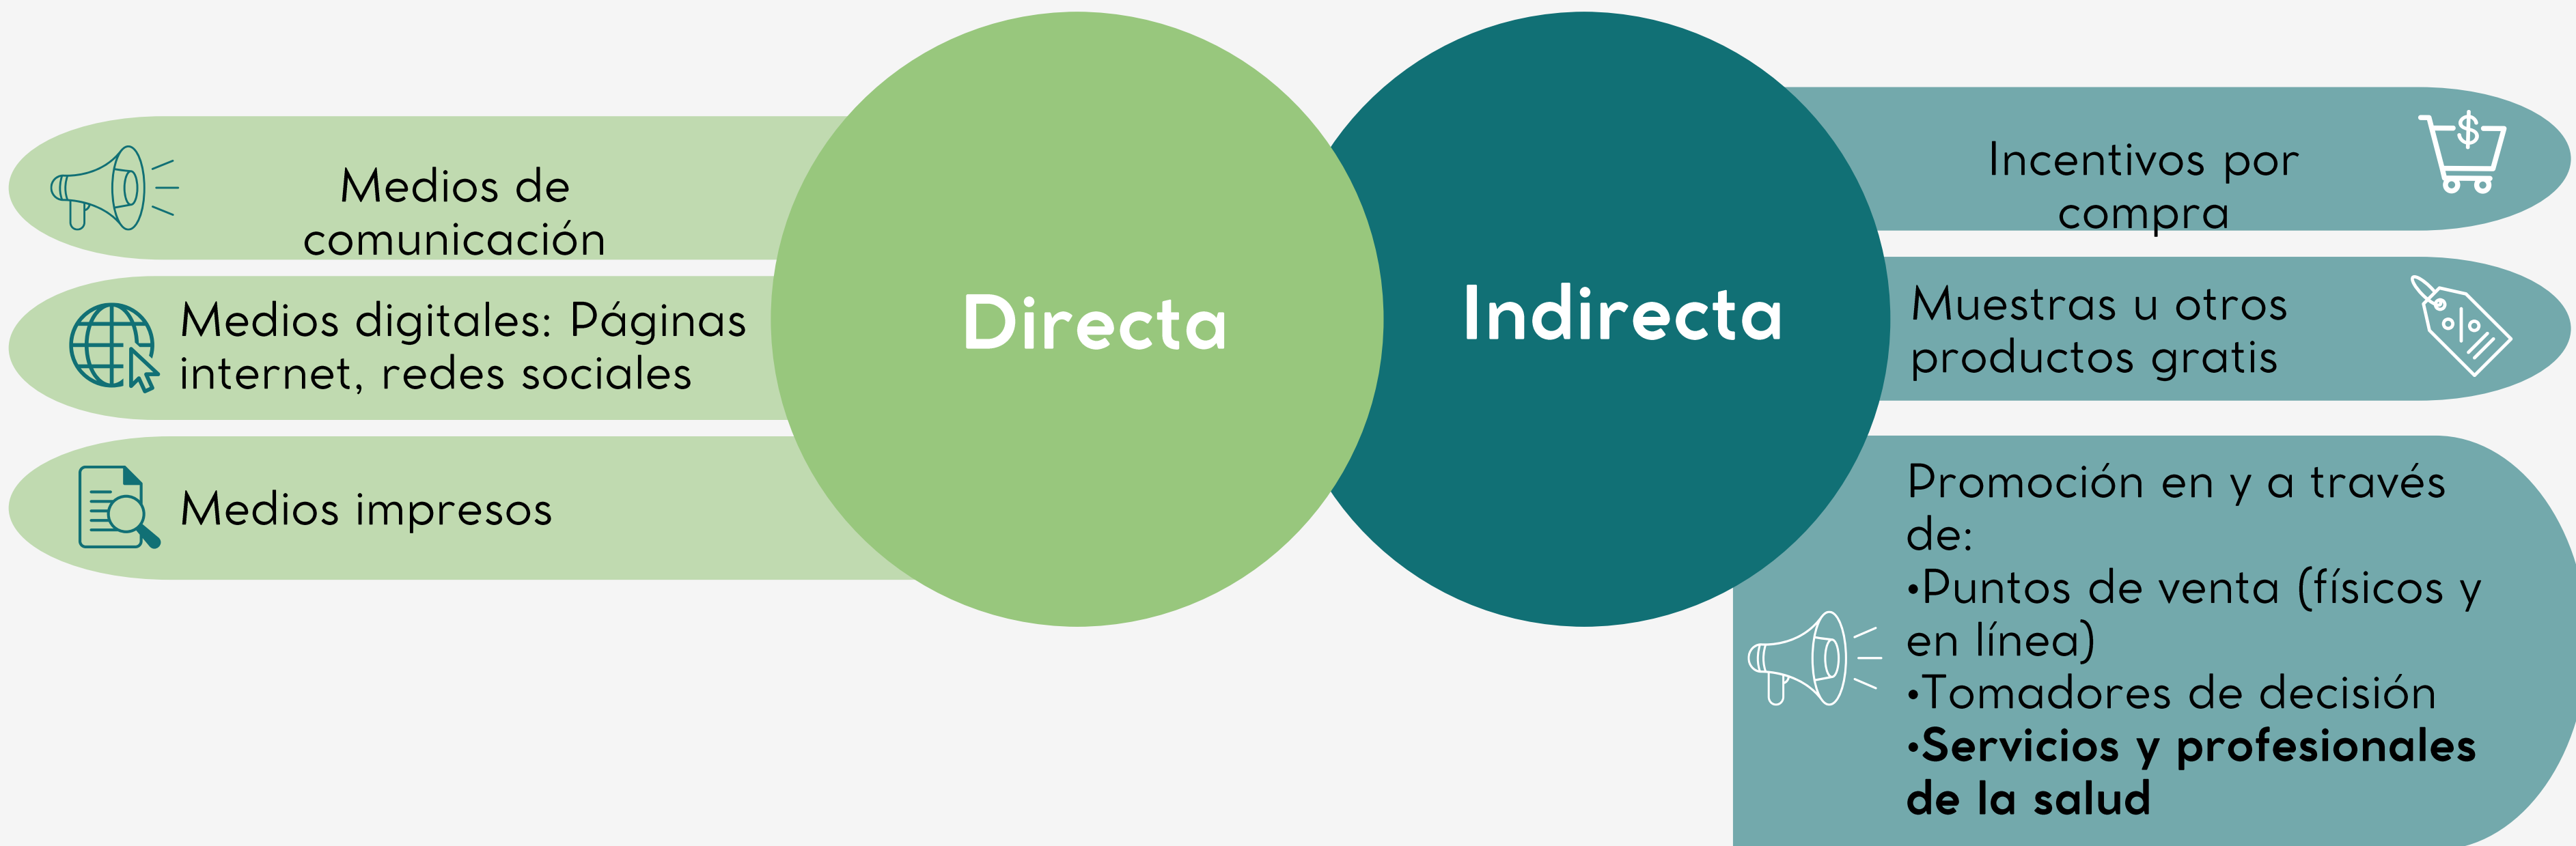 Medios de
comunicación
Medios digitales: Páginas
internet, redes sociales
Medios impresos
Directa
Indirecta
Incentivos por
compra
Muestras u otros
productos gratis
Promoción en y a través
de:
•Puntos de venta (físicos y
en línea)
•Tomadores de decisión
•Servicios y profesionales
de la salud